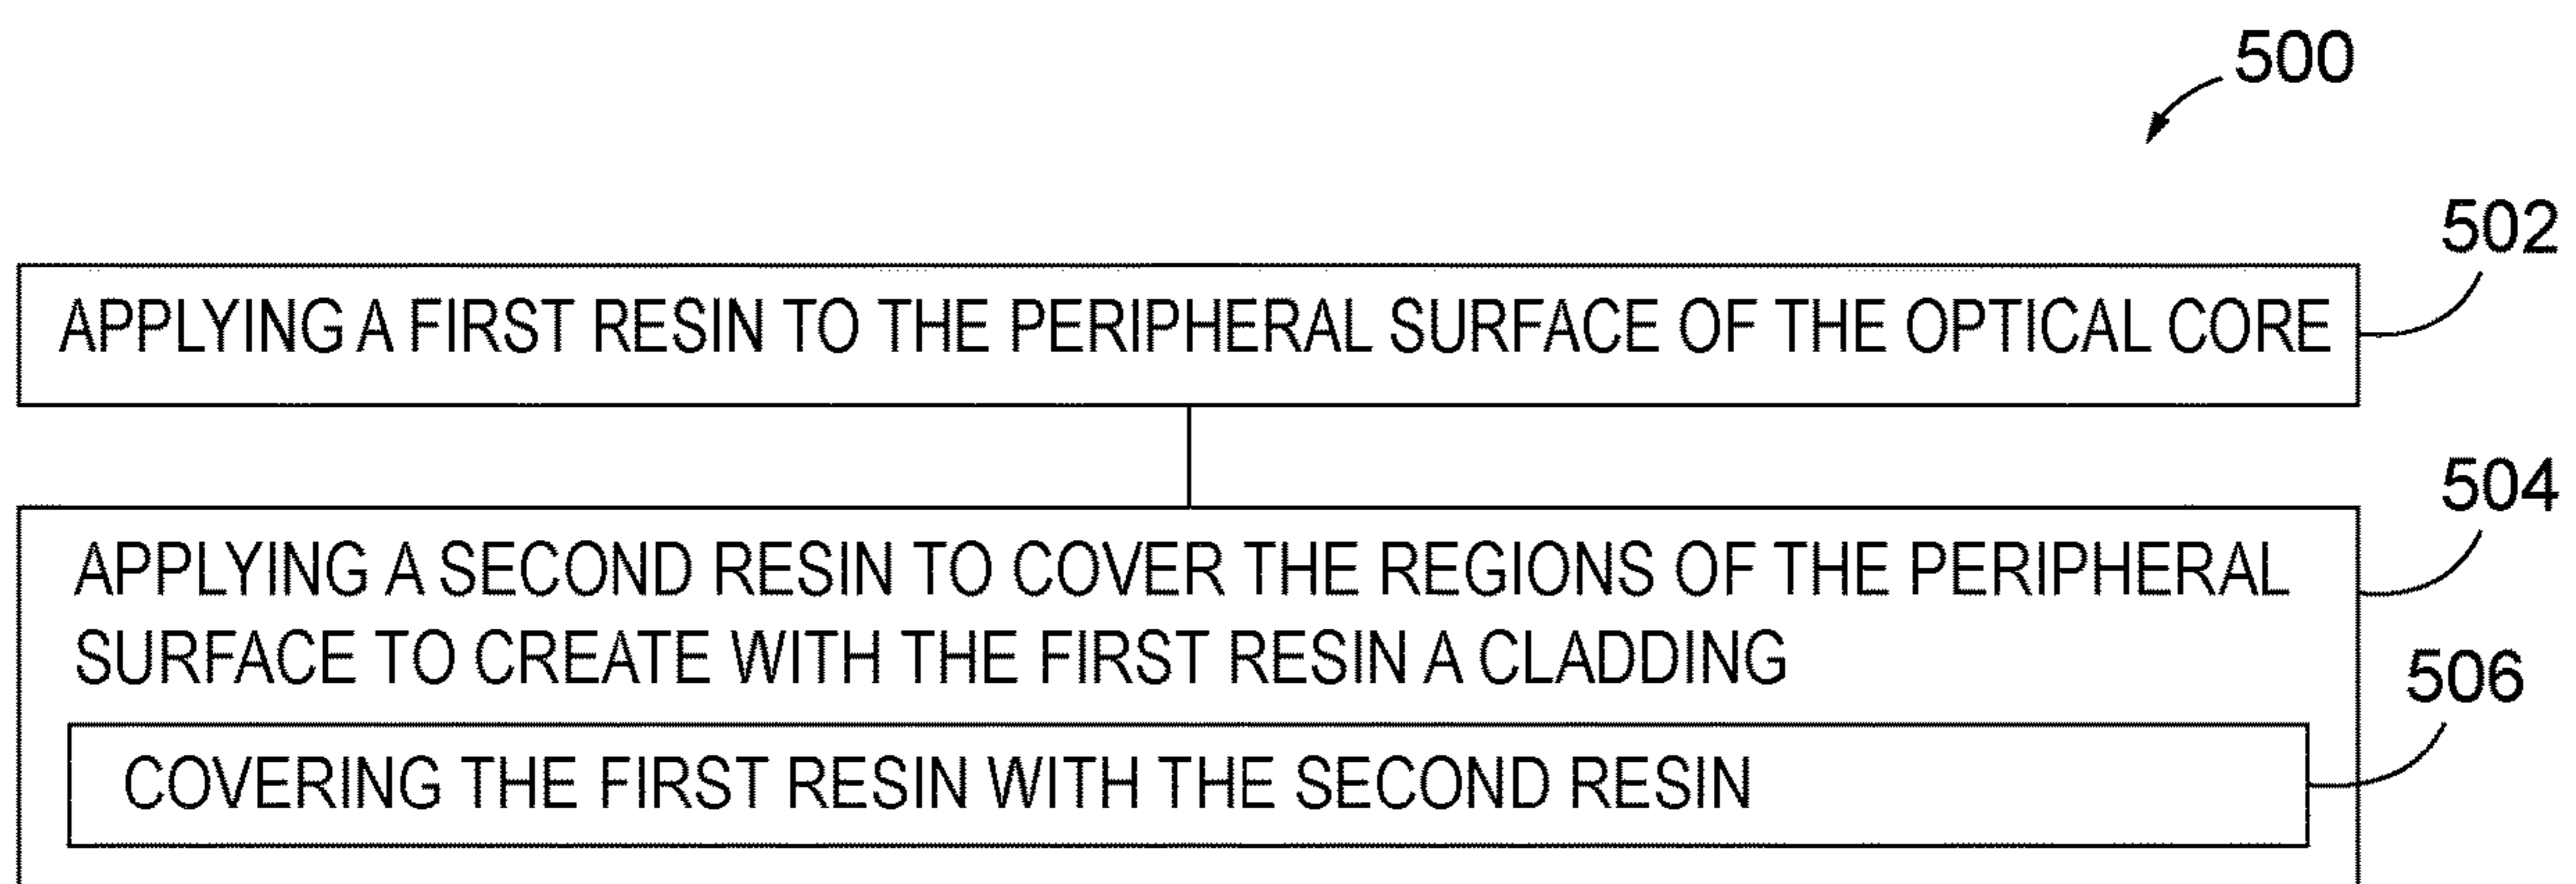 500
502
APPLYING A FIRST RESIN TO THE PERIPHERAL SURFACE OF THE OPTICAL CORE
504
APPLYING A SECOND RESIN TO COVER THE REGIONS OF THE PERIPHERAL
SURFACE TO CREATE WITH THE FIRST RESIN A CLADDING
506
COVERING THE FIRST RESIN WITH THE SECOND RESIN